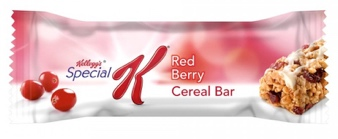 Kellogg's
Special K
Red
Berry
Cereal Bar